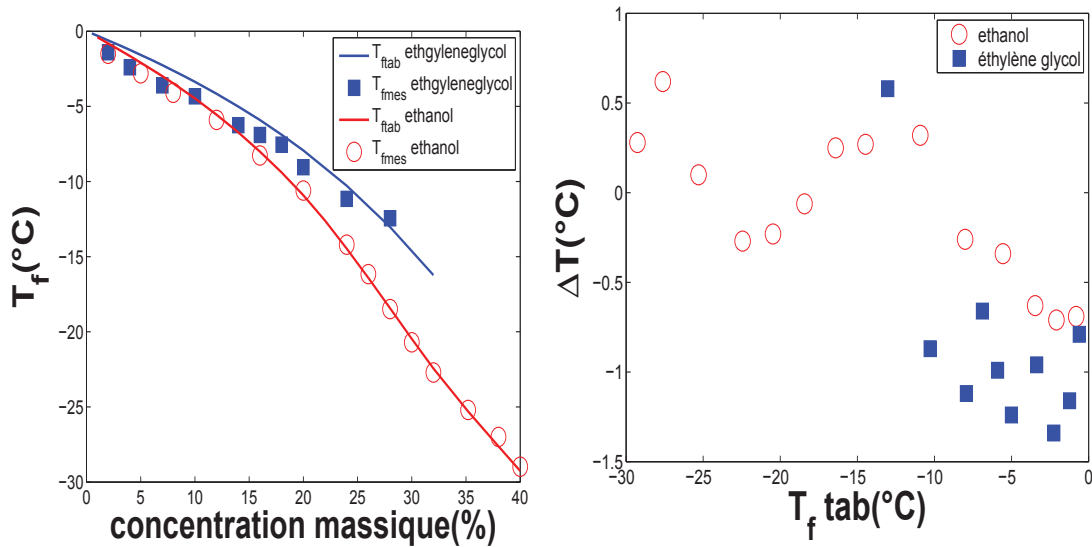 0
−5
−10
−15
−20
−25
−30
0 5 10 15 20 25 30 35 40
T_f(°C)
concentration massique(%)
T_ftab ethgyleneglycol
T_fmes ethgyleneglycol
T_ftab ethanol
T_fmes ethanol
1
0.5
0
−0.5
−1
−1.5
−30 −25 −20 −15 −10 −5 0
ΔT(°C)
T_f tab(°C)
ethanol
éthylène glycol